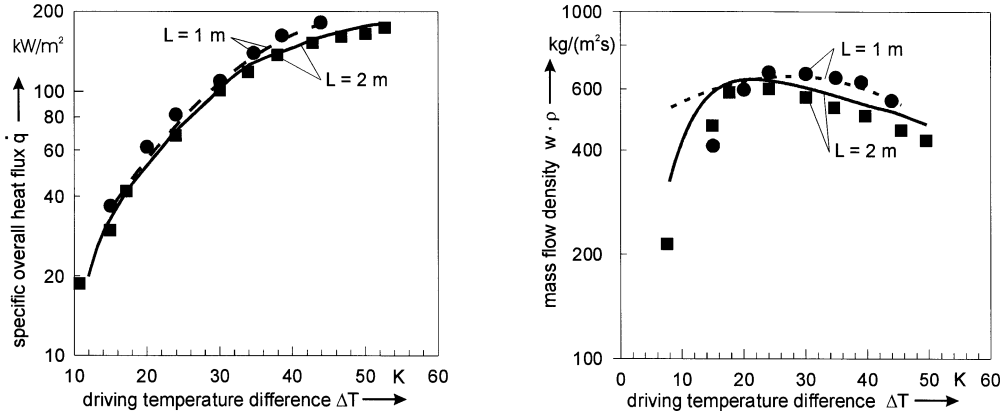 specific overall heat flux q̇
200
kW/m²
100
80
60
40
20
10
L = 1 m
L = 2 m
10 20 30 40 50 K 60
driving temperature difference ΔT
mass flow density w · ρ
1000
kg/(m²s)
600
400
200
100
L = 1 m
L = 2 m
0 10 20 30 40 50 K 60
driving temperature difference ΔT